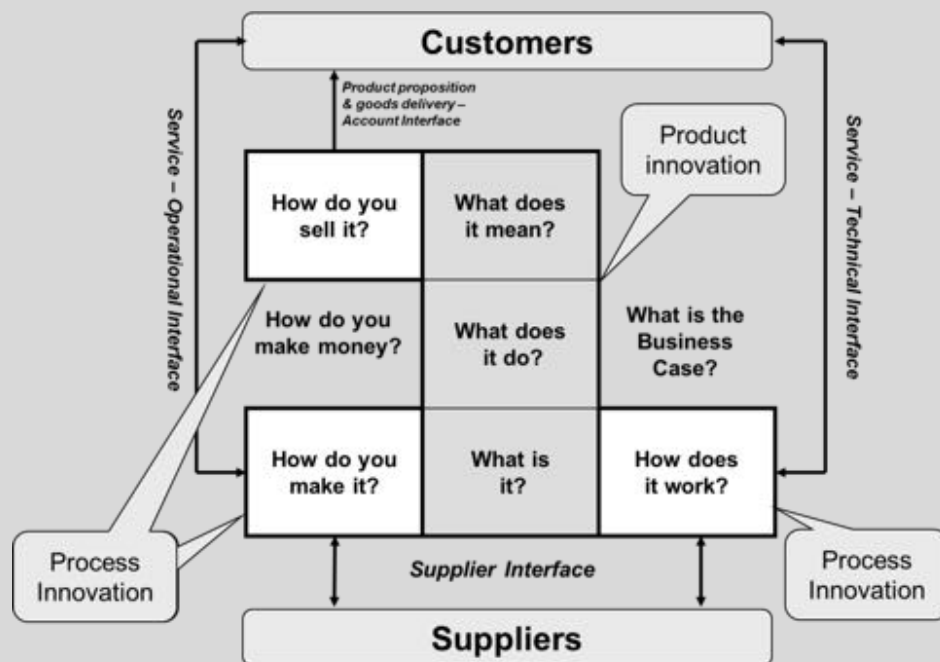 Customers
Product proposition
& goods delivery –
Account Interface
Service – Operational Interface
Service – Technical Interface
Product
innovation
How do you
sell it?
What does
it mean?
How do you
make money?
What does
it do?
What is the
Business
Case?
How do you
make it?
What is
it?
How does
it work?
Process
Innovation
Supplier Interface
Process
Innovation
Suppliers